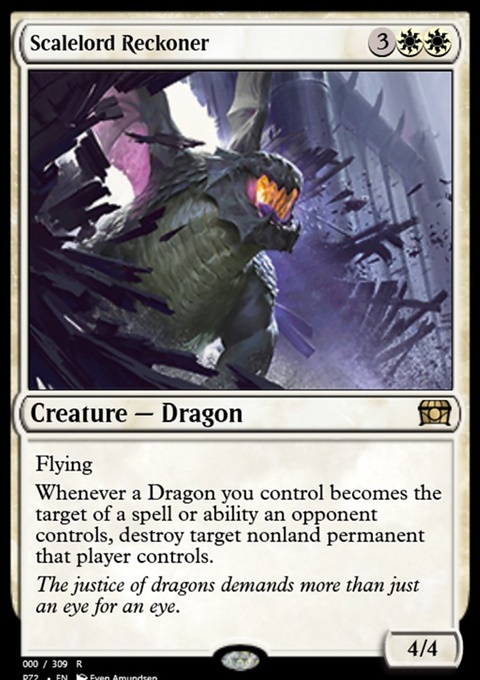 Scalelord Reckoner 3
Creature — Dragon
Flying
Whenever a Dragon you control becomes the
target of a spell or ability an opponent
controls, destroy target nonland permanent
that player controls.
The justice of dragons demands more than just
an eye for an eye.
4/4
000 / 309 R
PZ2 • EN Even Amundsen